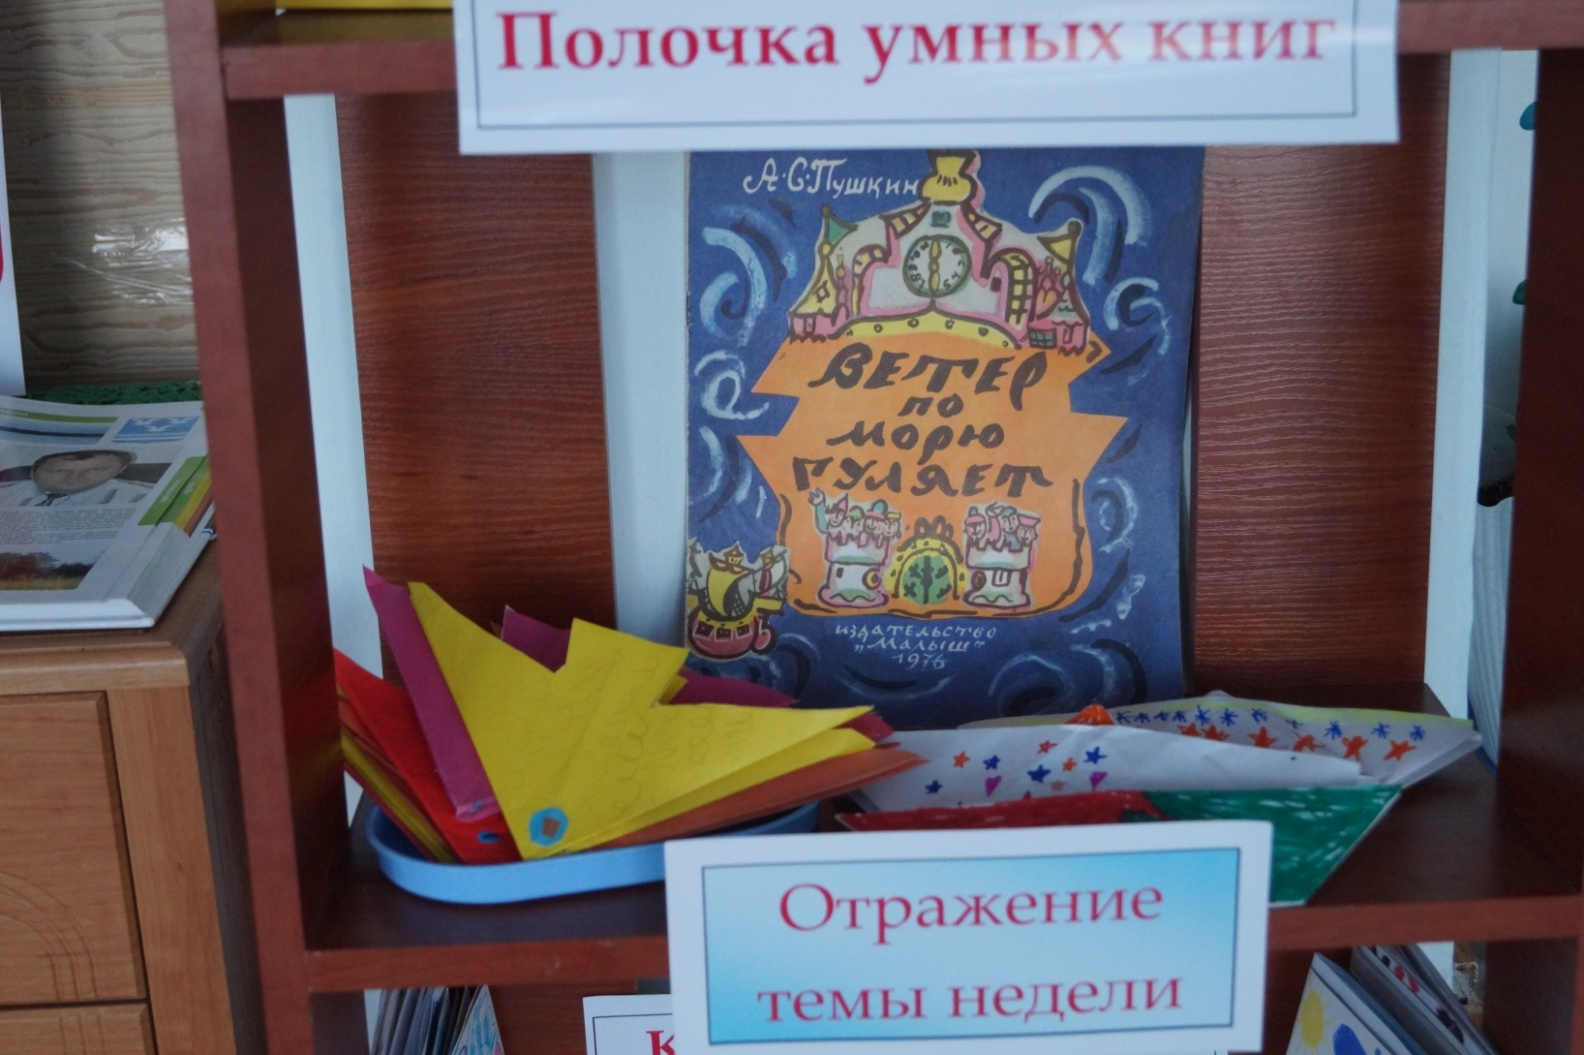 Полочка умных книг
А.С.Пушкин
ВЕТЕР
по
морю
ГУЛЯЕТ
издательство
„Малыш“
1976
Отражение
темы недели
К